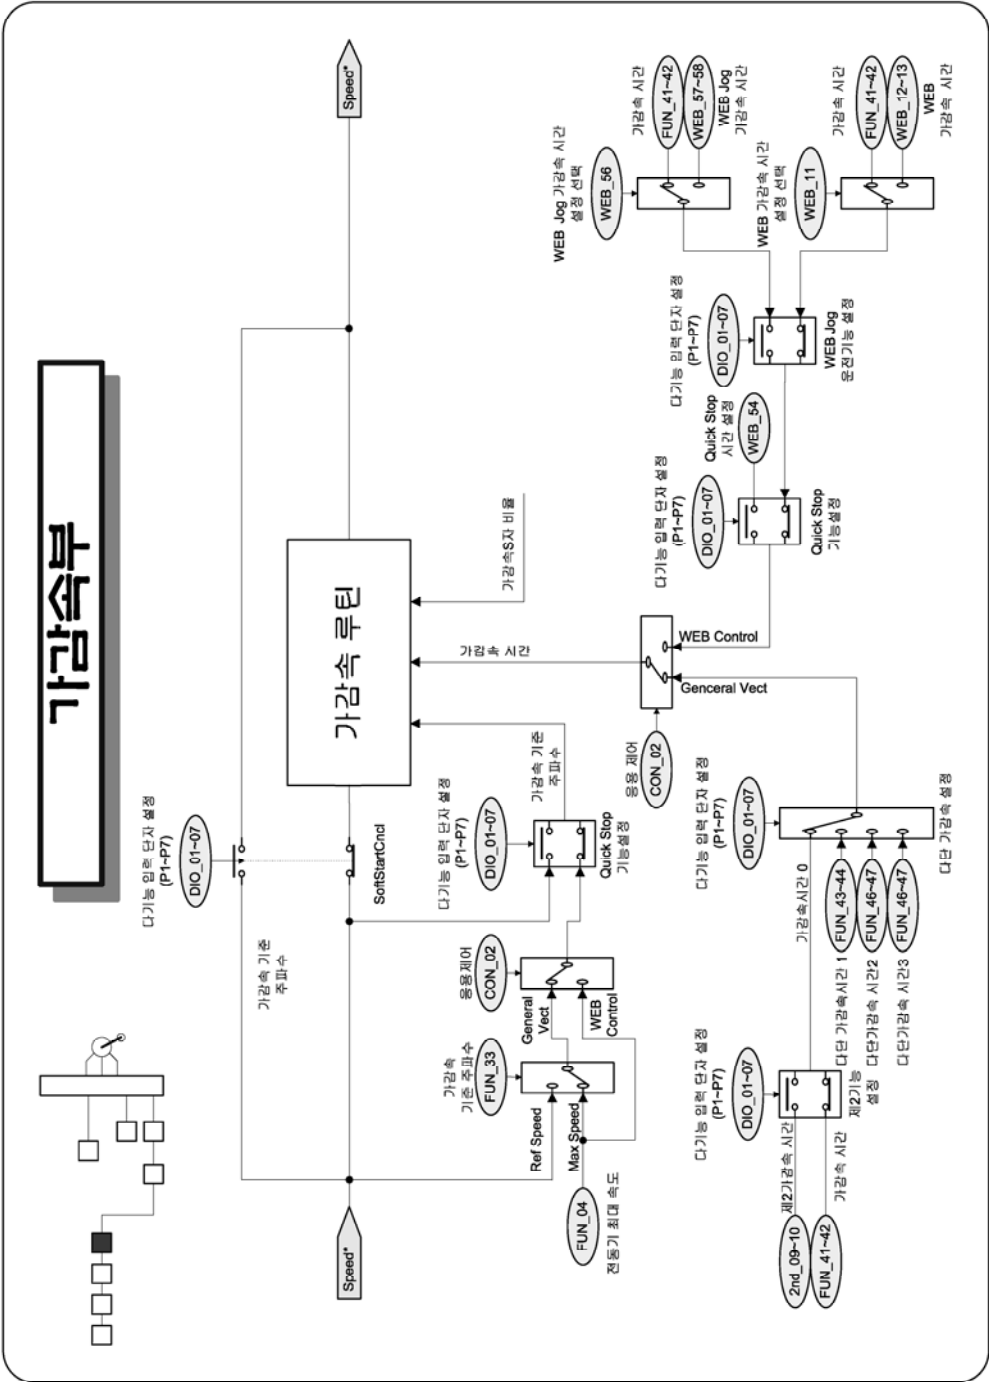 가감속부
다기능 입력 단자 설정
(P1~P7)
DIO_01~07
가감속 기준
주파수
SoftStartCncl
Speed*
가감속 루틴
Speed*
가감속 기준
주파수
가감속 시간
가감속S자 비율
다기능 입력 단자 설정
(P1~P7)
DIO_01~07
Quick Stop
기능설정
응용제어
CON_02
General
Vect
WEB
Control
가감속
기준 주파수
FUN_33
Ref Speed
Max Speed
FUN_04
전동기 최대 속도
응용 제어
CON_02
WEB Control
Genceral Vect
다기능 입력 단자 설정
(P1~P7)
DIO_01~07
Quick Stop
시간 설정
WEB_54
Quick Stop
기능설정
다기능 입력 단자 설정
(P1~P7)
DIO_01~07
WEB Jog
운전기능 설정
WEB Jog 가감속 시간
설정 선택
WEB_56
가감속 시간
FUN_41~42
WEB_57~58
WEB Jog
가감속 시간
WEB 가감속 시간
설정 선택
WEB_11
가감속 시간
FUN_41~42
WEB_12~13
WEB
가감속 시간
다기능 입력 단자 설정
(P1~P7)
DIO_01~07
제2가감속 시간
2nd_09~10
FUN_41~42
가감속 시간
제2기능
설정
다기능 입력 단자 설정
(P1~P7)
DIO_01~07
가감속시간 0
다단 가감속시간 1
FUN_43~44
다단가감속 시간2
FUN_46~47
다단가감속 시간3
FUN_46~47
다단 가감속 설정